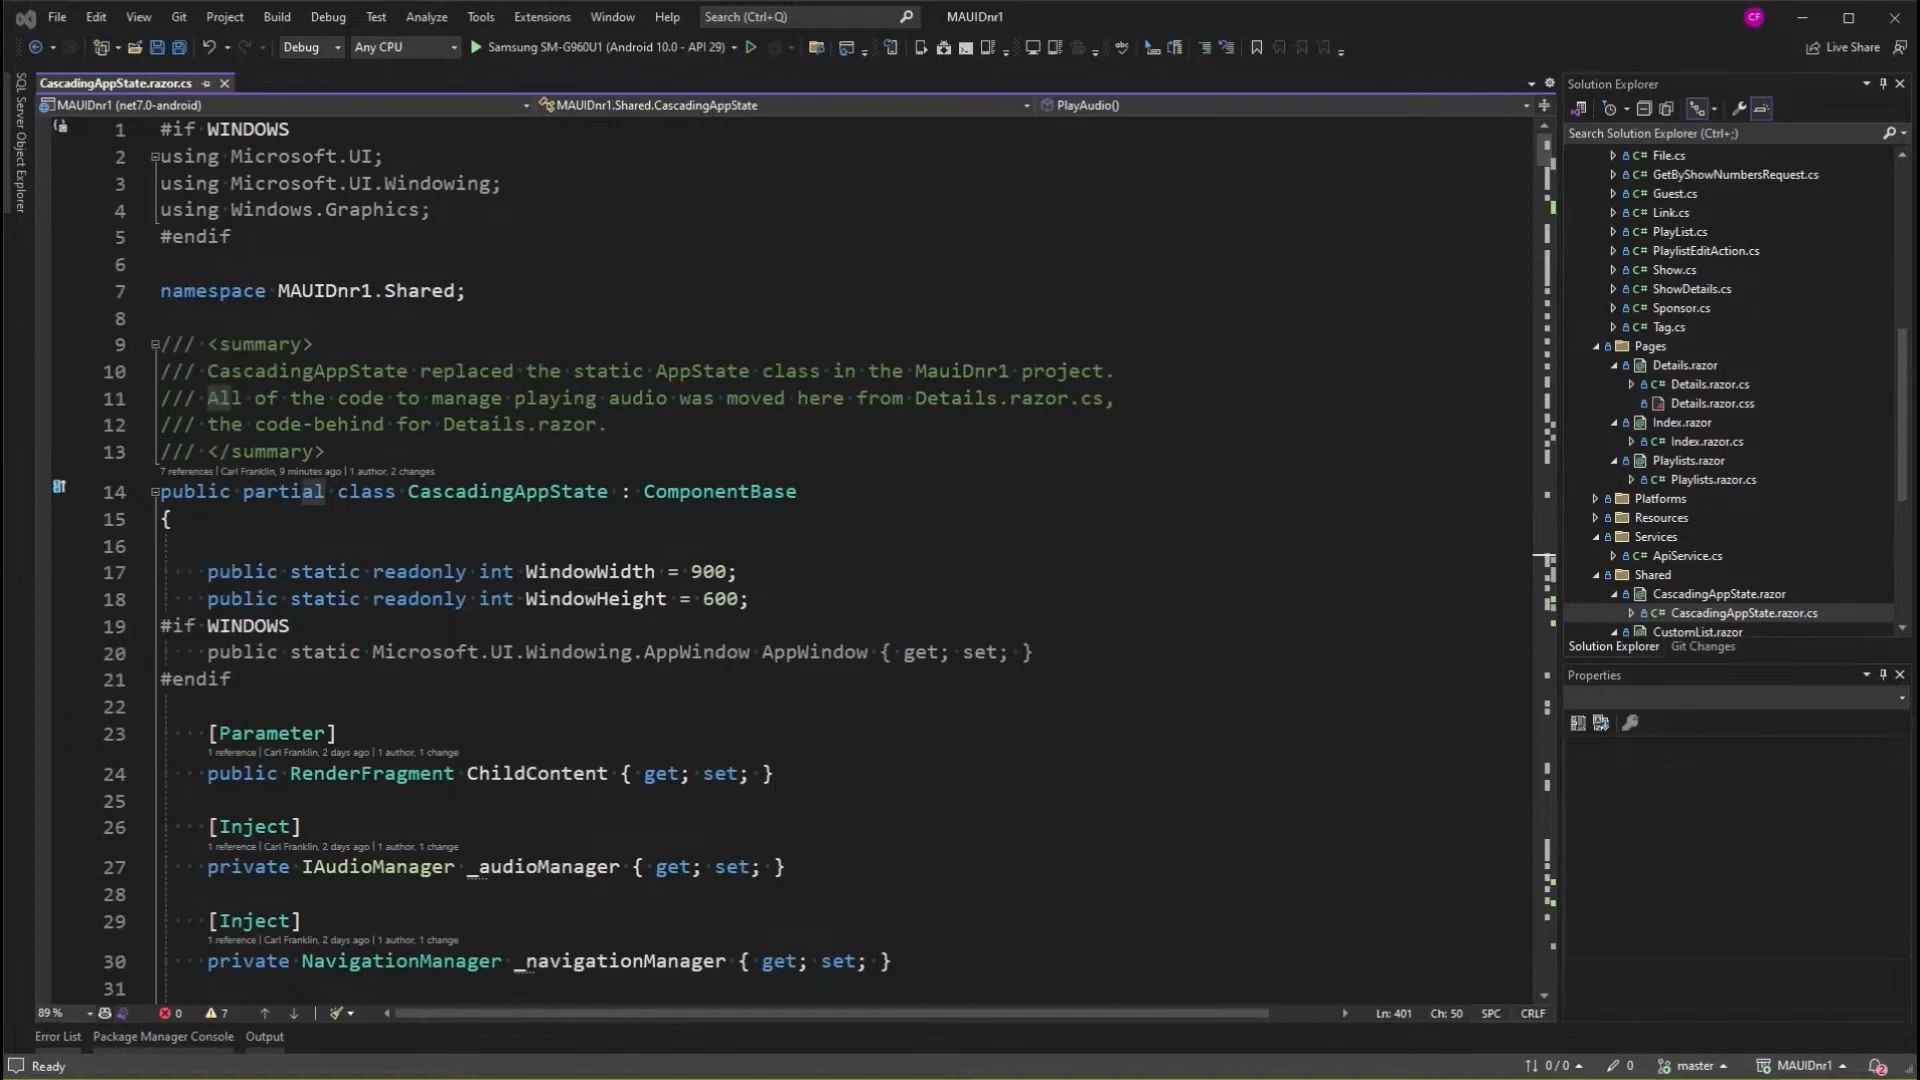 File Edit View Git Project Build Debug Test Analyze Tools Extensions Window Help Search (Ctrl+Q) MAUIDnr1 CF
Debug Any CPU Samsung SM-G960U1 (Android 10.0 - API 29) Live Share
SQL Server Object Explorer
CascadingAppState.razor.cs
MAUIDnr1 (net7.0-android) MAUIDnr1.Shared.CascadingAppState PlayAudio()
1 #if WINDOWS
2 using Microsoft.UI;
3 using Microsoft.UI.Windowing;
4 using Windows.Graphics;
5 #endif
6
7 namespace MAUIDnr1.Shared;
8
9 /// <summary>
10 /// CascadingAppState replaced the static AppState class in the MauiDnr1 project.
11 /// All of the code to manage playing audio was moved here from Details.razor.cs,
12 /// the code-behind for Details.razor.
13 /// </summary>
7 references | Carl Franklin, 9 minutes ago | 1 author, 2 changes
14 public partial class CascadingAppState : ComponentBase
15 {
16
17 public static readonly int WindowWidth = 900;
18 public static readonly int WindowHeight = 600;
19 #if WINDOWS
20 public static Microsoft.UI.Windowing.AppWindow AppWindow { get; set; }
21 #endif
22
23 [Parameter]
1 reference | Carl Franklin, 2 days ago | 1 author, 1 change
24 public RenderFragment ChildContent { get; set; }
25
26 [Inject]
1 reference | Carl Franklin, 2 days ago | 1 author, 1 change
27 private IAudioManager _audioManager { get; set; }
28
29 [Inject]
1 reference | Carl Franklin, 2 days ago | 1 author, 1 change
30 private NavigationManager _navigationManager { get; set; }
31
89 % 0 7 Ln: 401 Ch: 50 SPC CRLF
Error List Package Manager Console Output
Solution Explorer
Search Solution Explorer (Ctrl+;)
C# File.cs
C# GetByShowNumbersRequest.cs
C# Guest.cs
C# Link.cs
C# PlayList.cs
C# PlaylistEditAction.cs
C# Show.cs
C# ShowDetails.cs
C# Sponsor.cs
C# Tag.cs
Pages
Details.razor
C# Details.razor.cs
Details.razor.css
Index.razor
C# Index.razor.cs
Playlists.razor
C# Playlists.razor.cs
Platforms
Resources
Services
C# ApiService.cs
Shared
CascadingAppState.razor
C# CascadingAppState.razor.cs
CustomList.razor
Solution Explorer Git Changes
Properties
Ready 0 / 0 0 master MAUIDnr1 2